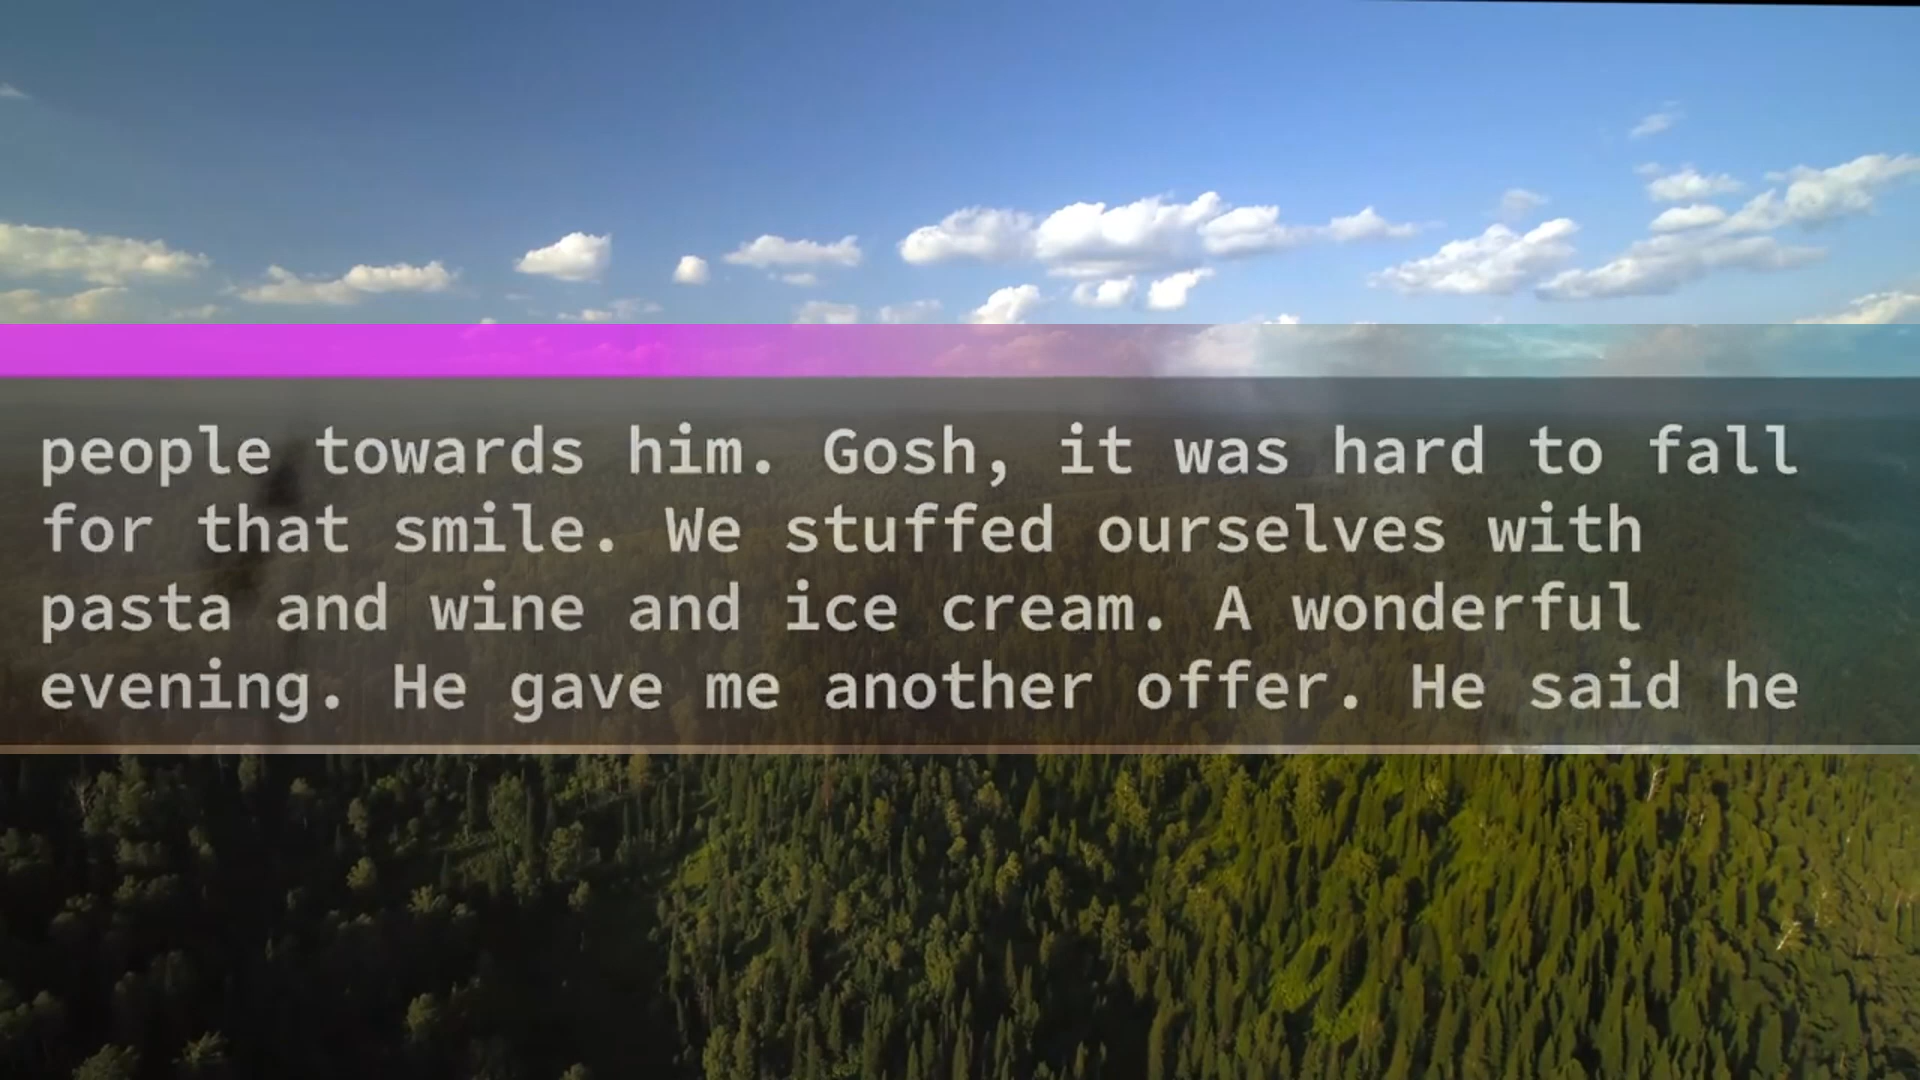 people towards him. Gosh, it was hard to fall
for that smile. We stuffed ourselves with
pasta and wine and ice cream. A wonderful
evening. He gave me another offer. He said he